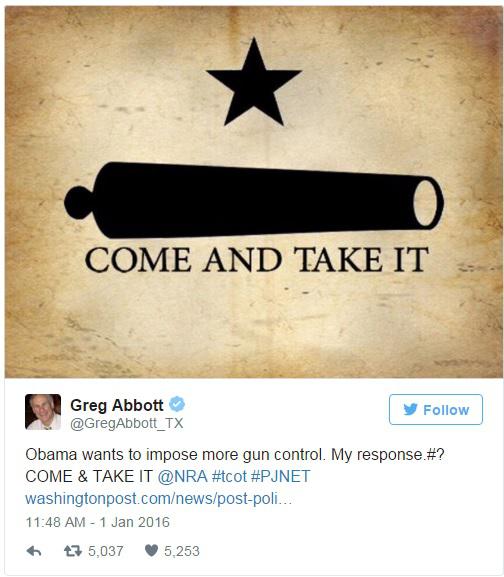 COME AND TAKE IT
Greg Abbott
@GregAbbott_TX
Follow
Obama wants to impose more gun control. My response.#?
COME & TAKE IT @NRA #tcot #PJNET
washingtonpost.com/news/post-poli…
11:48 AM - 1 Jan 2016
5,037 5,253